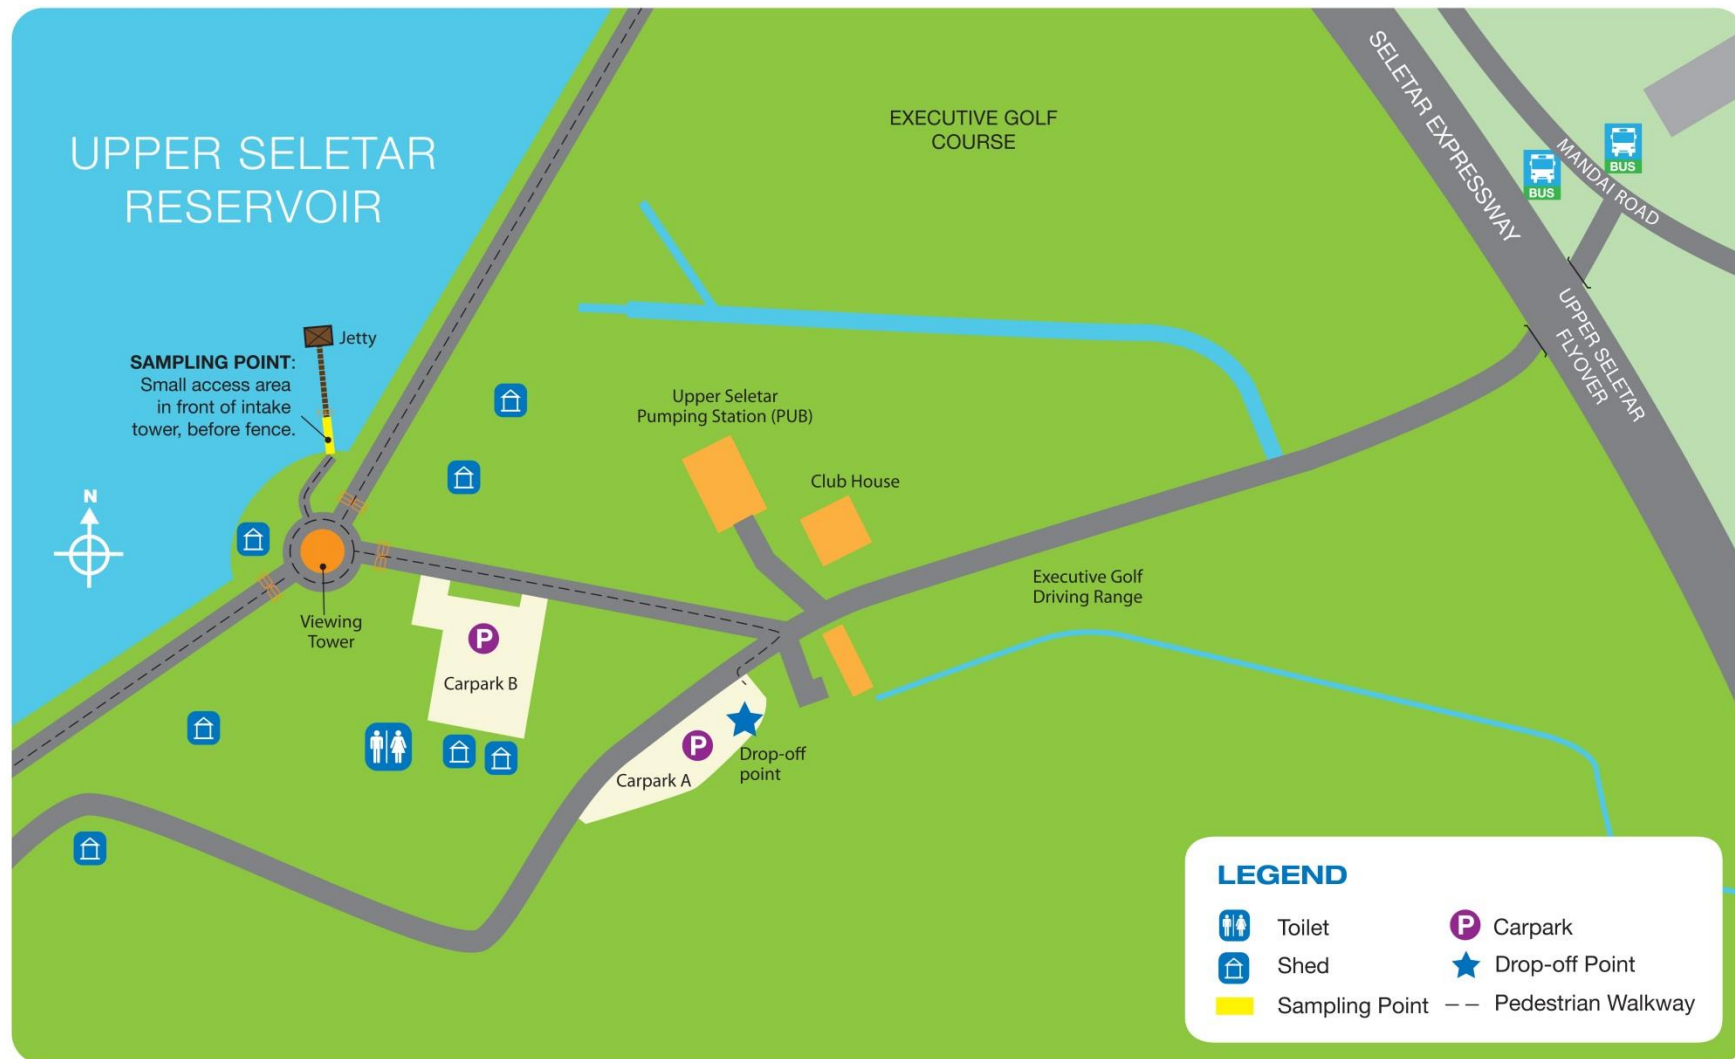 UPPER SELETAR
RESERVOIR
EXECUTIVE GOLF
COURSE
SELETAR EXPRESSWAY
MANDAI ROAD
BUS
BUS
UPPER SELETAR
FLYOVER
Jetty
SAMPLING POINT:
Small access area
in front of intake
tower, before fence.
N
Upper Seletar
Pumping Station (PUB)
Club House
Executive Golf
Driving Range
Viewing
Tower
P
Carpark B
P
Carpark A
Drop-off
point
LEGEND
Toilet
P Carpark
Shed
Drop-off Point
Sampling Point
Pedestrian Walkway